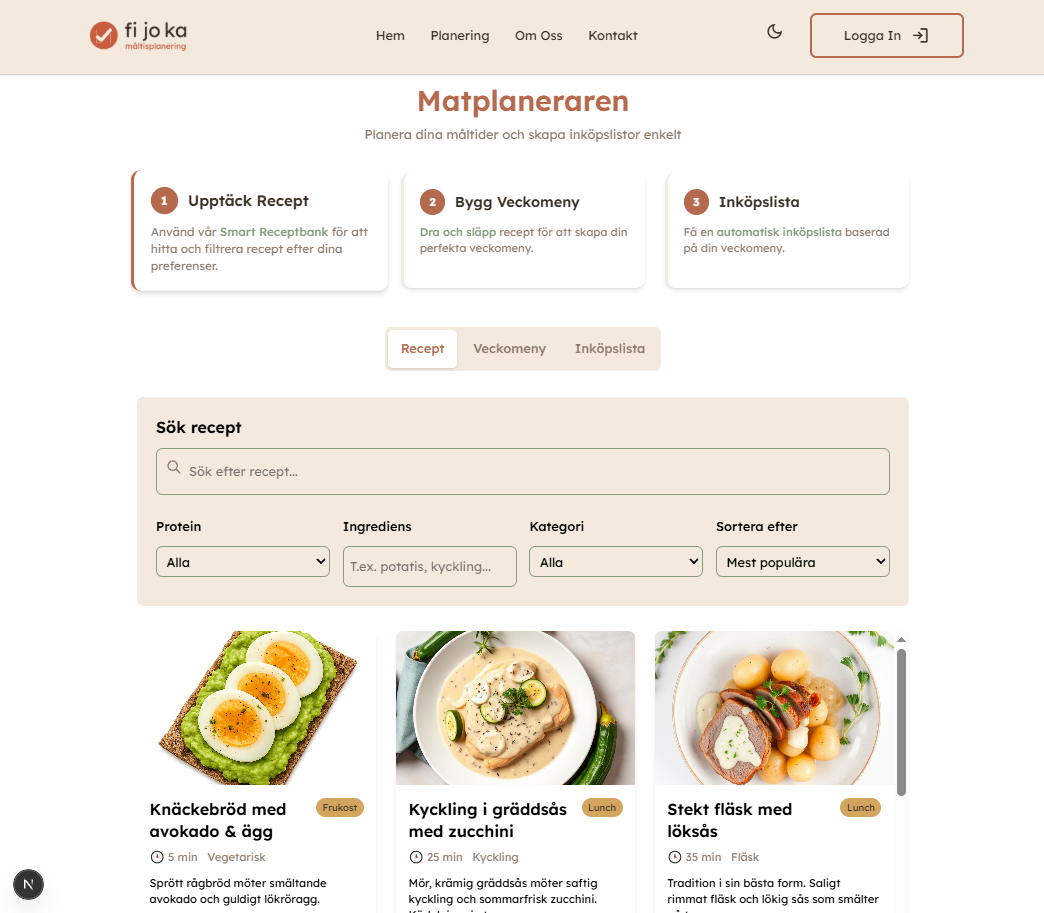 fi jo ka
måltisplanering
Hem Planering Om Oss Kontakt
Logga In
Matplaneraren
Planera dina måltider och skapa inköpslistor enkelt
1 Upptäck Recept
Använd vår Smart Receptbank för att
hitta och filtrera recept efter dina
preferenser.
2 Bygg Veckomeny
Dra och släpp recept för att skapa din
perfekta veckomeny.
3 Inköpslista
Få en automatisk inköpslista baserad
på din veckomeny.
Recept Veckomeny Inköpslista
Sök recept
Sök efter recept...
Protein Ingrediens Kategori Sortera efter
Alla T.ex. potatis, kyckling... Alla Mest populära
Knäckebröd med
avokado & ägg
Frukost
5 min Vegetarisk
Sprött rågbröd möter smältande
avokado och guldigt lökröragg.
Kyckling i gräddsås
med zucchini
Lunch
25 min Kyckling
Mör, krämig gräddsås möter saftig
kyckling och sommarfrisk zucchini.
Stekt fläsk med
löksås
Lunch
35 min Fläsk
Tradition i sin bästa form. Saligt
rimmat fläsk och lökig sås som smälter
N